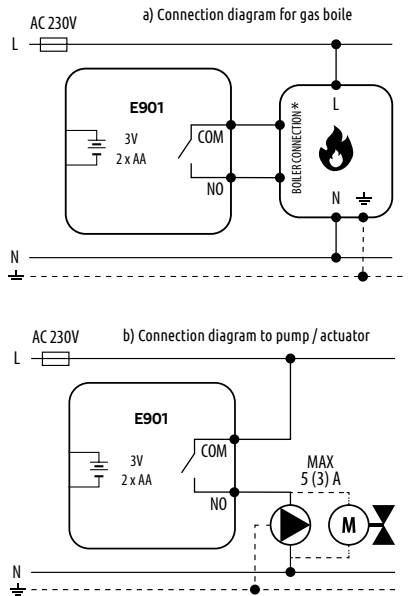 a) Connection diagram for gas boile
AC 230V
L
E901
3V
2 x AA
COM
NO
BOILER CONNECTION *
L
N
N
b) Connection diagram to pump / actuator
AC 230V
L
E901
3V
2 x AA
COM
NO
MAX
5 (3) A
M
N